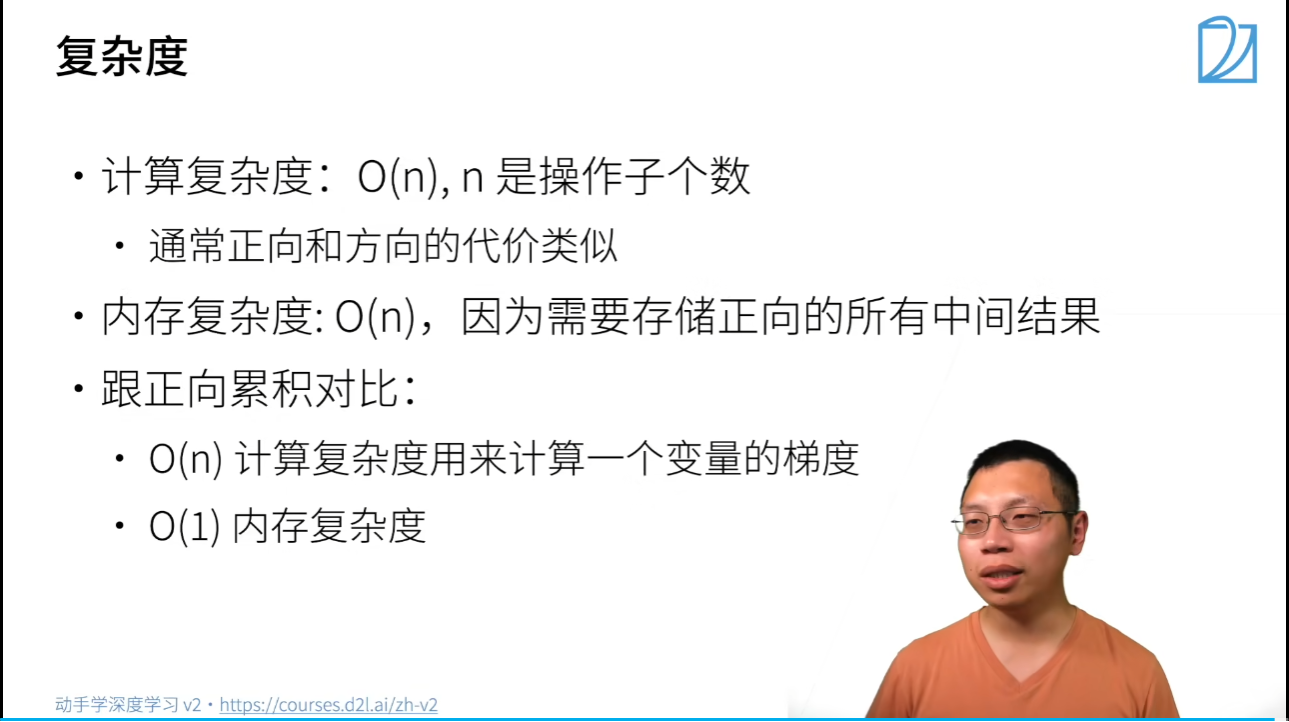 复杂度
• 计算复杂度：O(n), n 是操作子个数
• 通常正向和方向的代价类似
• 内存复杂度: O(n)，因为需要存储正向的所有中间结果
• 跟正向累积对比：
• O(n) 计算复杂度用来计算一个变量的梯度
• O(1) 内存复杂度
动手学深度学习 v2 • https://courses.d2l.ai/zh-v2